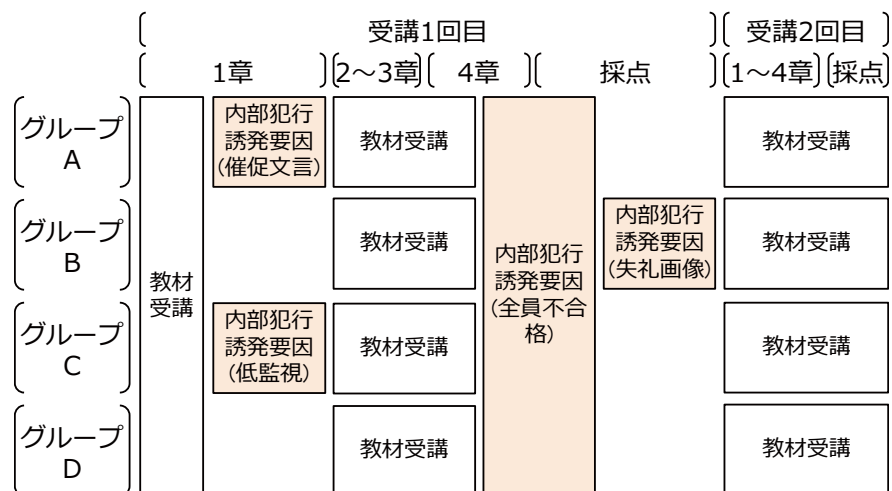 受講1回目
受講2回目
1章
2～3章
4章
採点
1～4章
採点
グループ
A
教材
受講
内部犯行
誘発要因
(催促文言)
教材受講
内部犯行
誘発要因
(全員不合
格)
教材受講
グループ
B
教材受講
内部犯行
誘発要因
(失礼画像)
教材受講
グループ
C
内部犯行
誘発要因
(低監視)
教材受講
教材受講
グループ
D
教材受講
教材受講